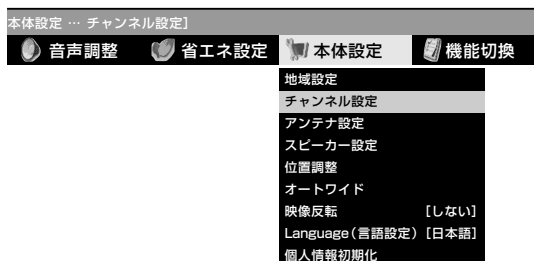 本体設定 … チャンネル設定]
音声調整 省エネ設定 本体設定 機能切換
地域設定
チャンネル設定
アンテナ設定
スピーカー設定
位置調整
オートワイド
映像反転 [しない]
Language(言語設定) [日本語]
個人情報初期化